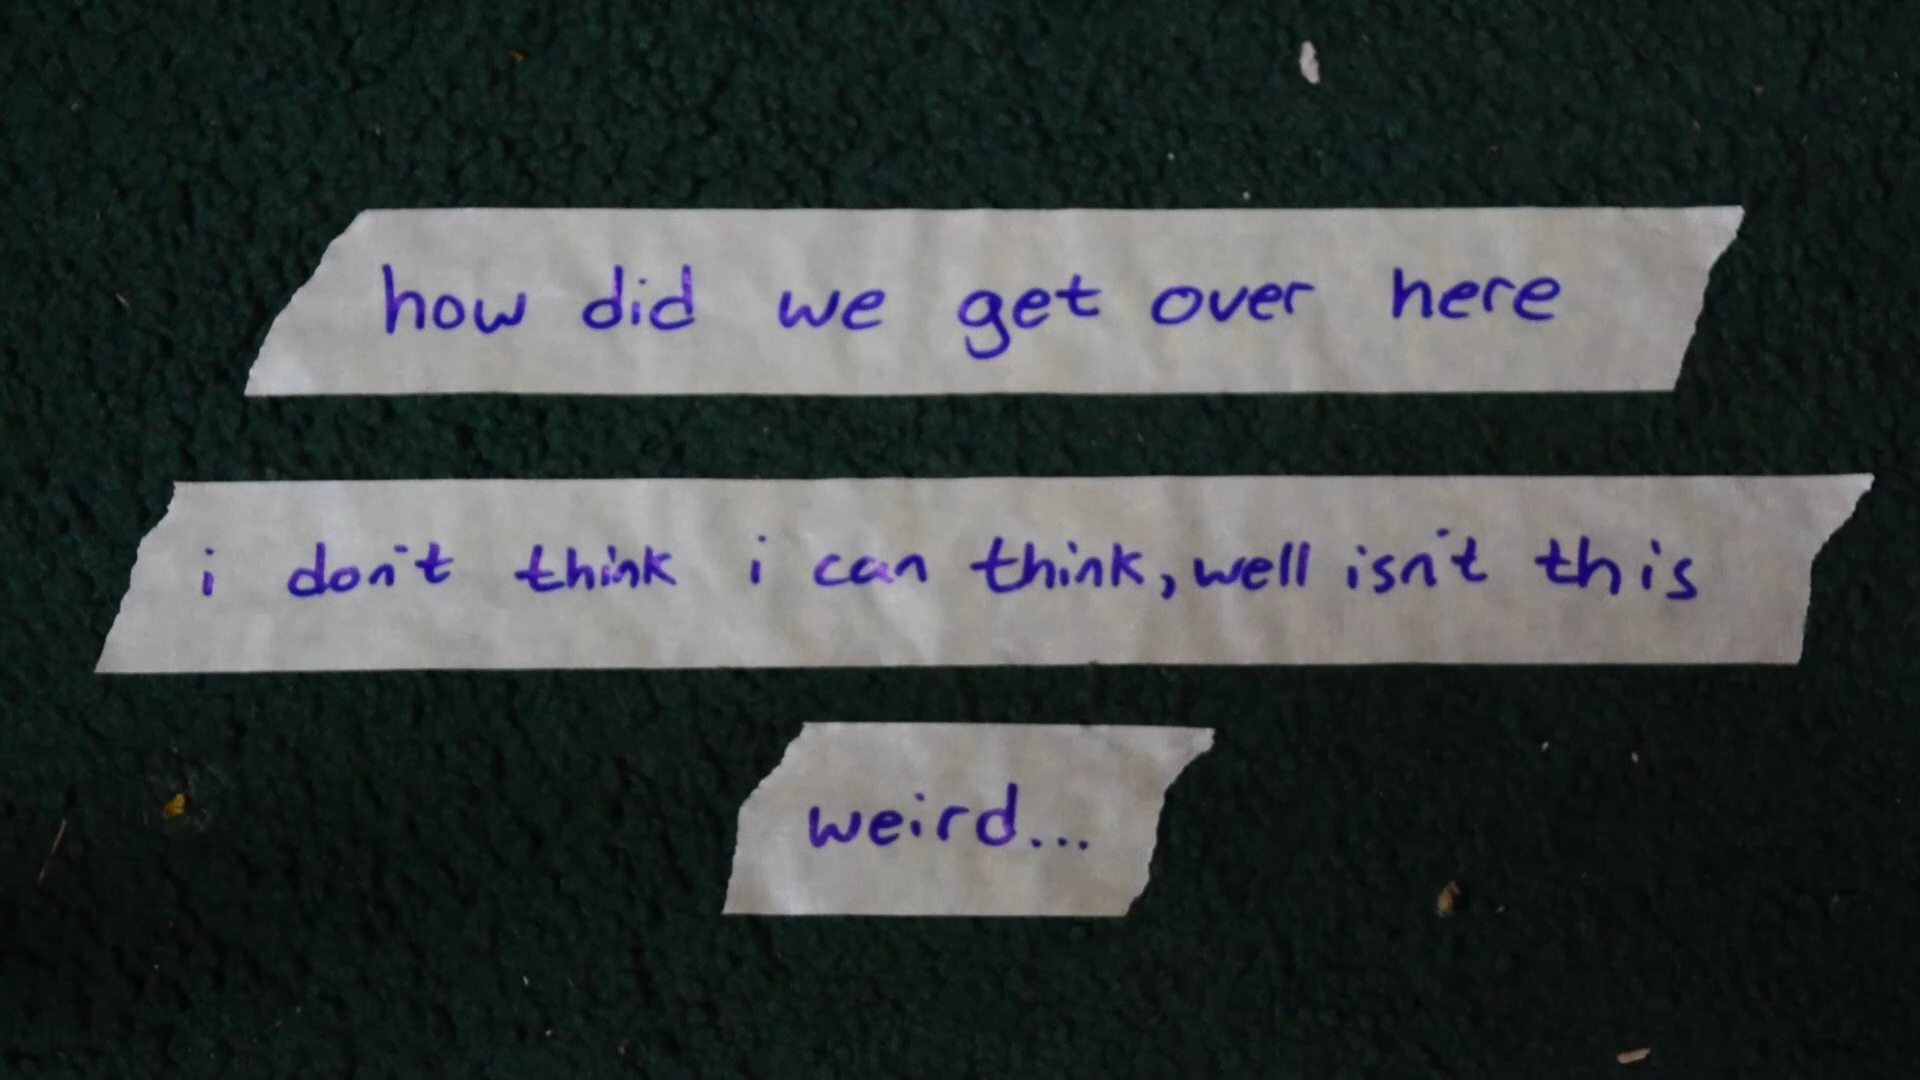 how did we get over here
i don't think i can think, well isn't this
weird...